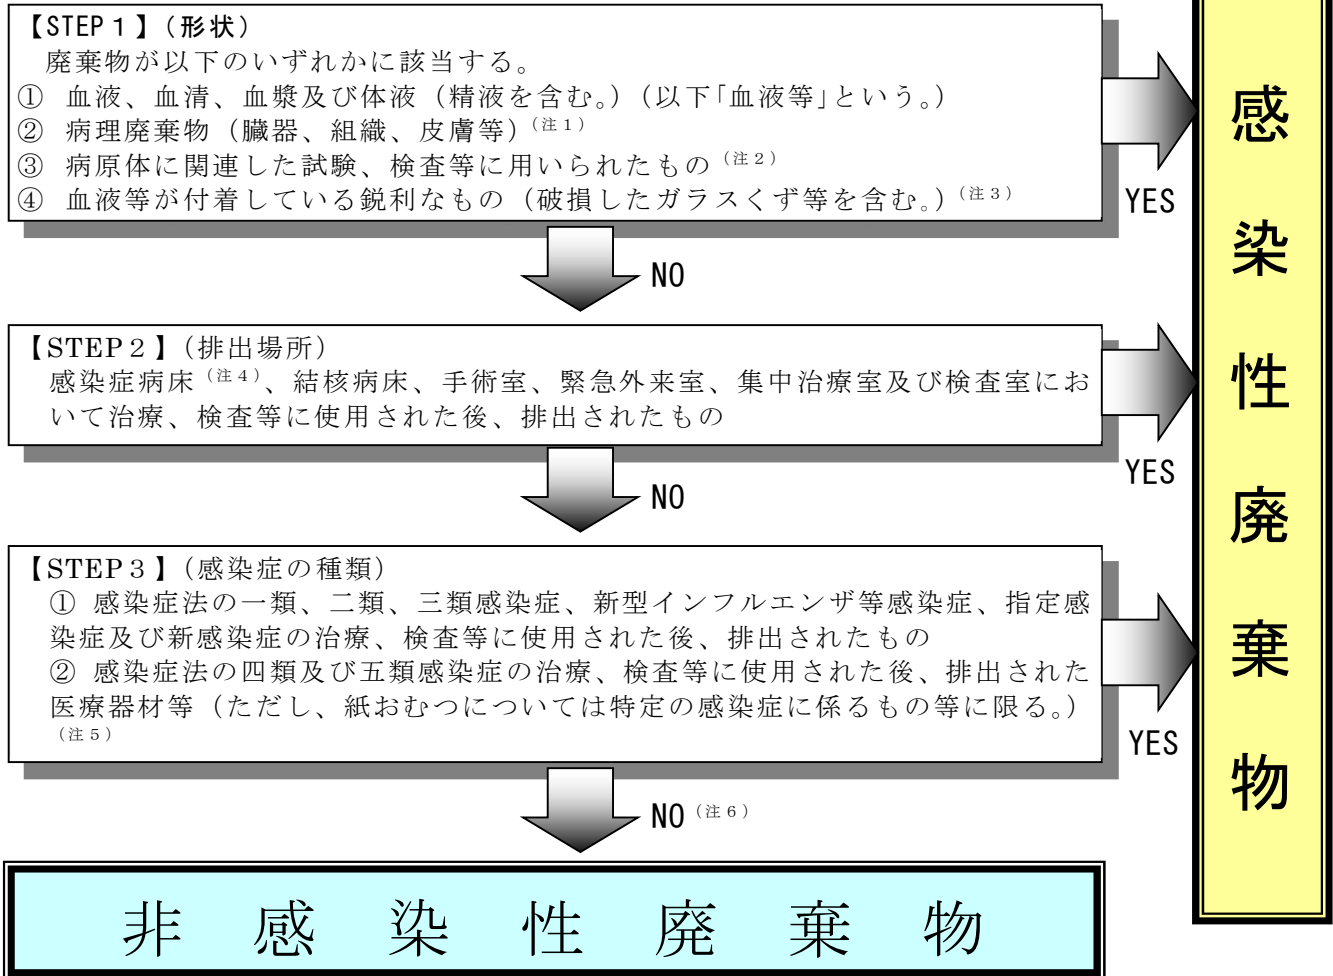 【STEP１】（形状）
廃棄物が以下のいずれかに該当する。
① 血液、血清、血漿及び体液（精液を含む。）（以下「血液等」という。）
② 病理廃棄物（臓器、組織、皮膚等）（注１）
③ 病原体に関連した試験、検査等に用いられたもの（注２）
④ 血液等が付着している鋭利なもの（破損したガラスくず等を含む。）（注３）
YES
NO
【STEP２】（排出場所）
感染症病床（注４）、結核病床、手術室、緊急外来室、集中治療室及び検査室にお
いて治療、検査等に使用された後、排出されたもの
YES
NO
【STEP３】（感染症の種類）
① 感染症法の一類、二類、三類感染症、新型インフルエンザ等感染症、指定感
染症及び新感染症の治療、検査等に使用された後、排出されたもの
② 感染症法の四類及び五類感染症の治療、検査等に使用された後、排出された
医療器材等（ただし、紙おむつについては特定の感染症に係るもの等に限る。）
（注５）
YES
NO（注６）
感染性廃棄物
非感染性廃棄物